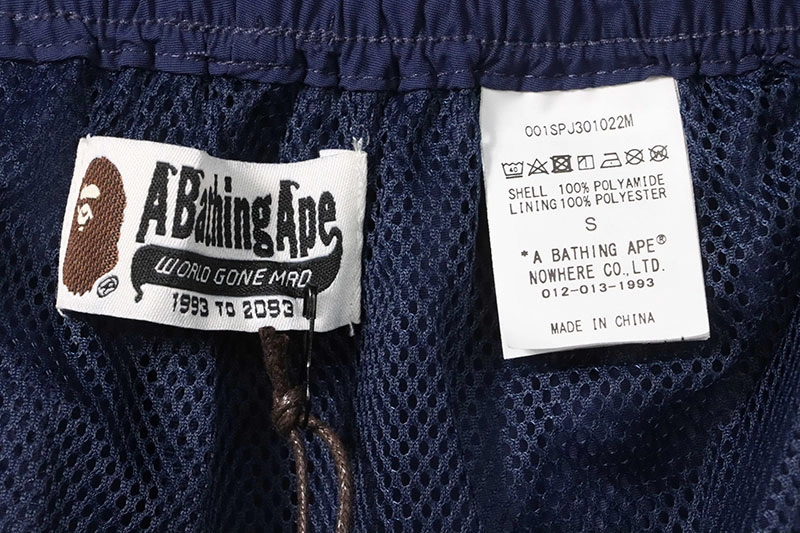 A Bathing Ape
WORLD GONE MAD
1993 TO 2093
001SPJ301022M
40
SHELL 100% POLYAMIDE
LINING 100% POLYESTER
S
*A BATHING APE®
NOWHERE CO., LTD.
012-013-1993
MADE IN CHINA